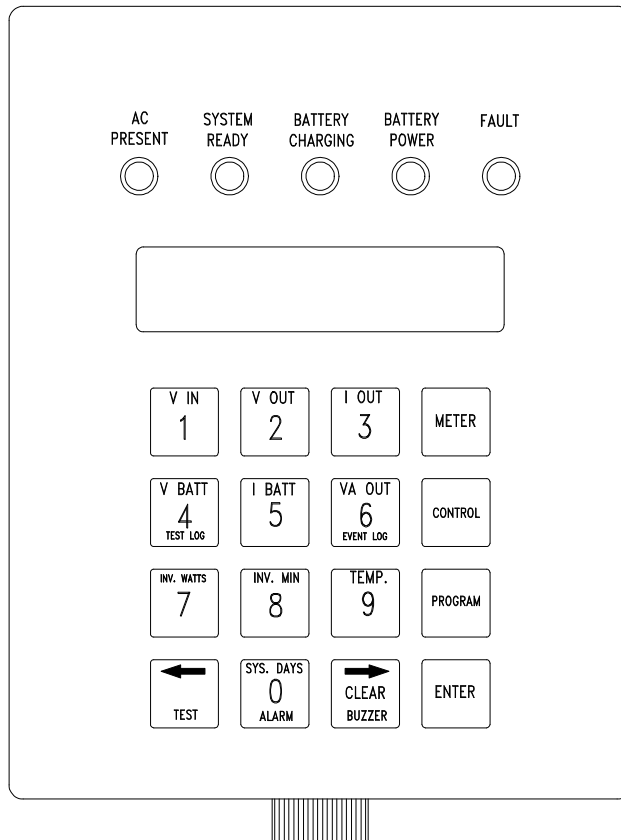 AC PRESENT
SYSTEM READY
BATTERY CHARGING
BATTERY POWER
FAULT
V IN
1
V OUT
2
I OUT
3
METER
V BATT
4
TEST LOG
I BATT
5
VA OUT
6
EVENT LOG
CONTROL
INV. WATTS
7
INV. MIN
8
TEMP.
9
PROGRAM
TEST
SYS. DAYS
0
ALARM
CLEAR
BUZZER
ENTER